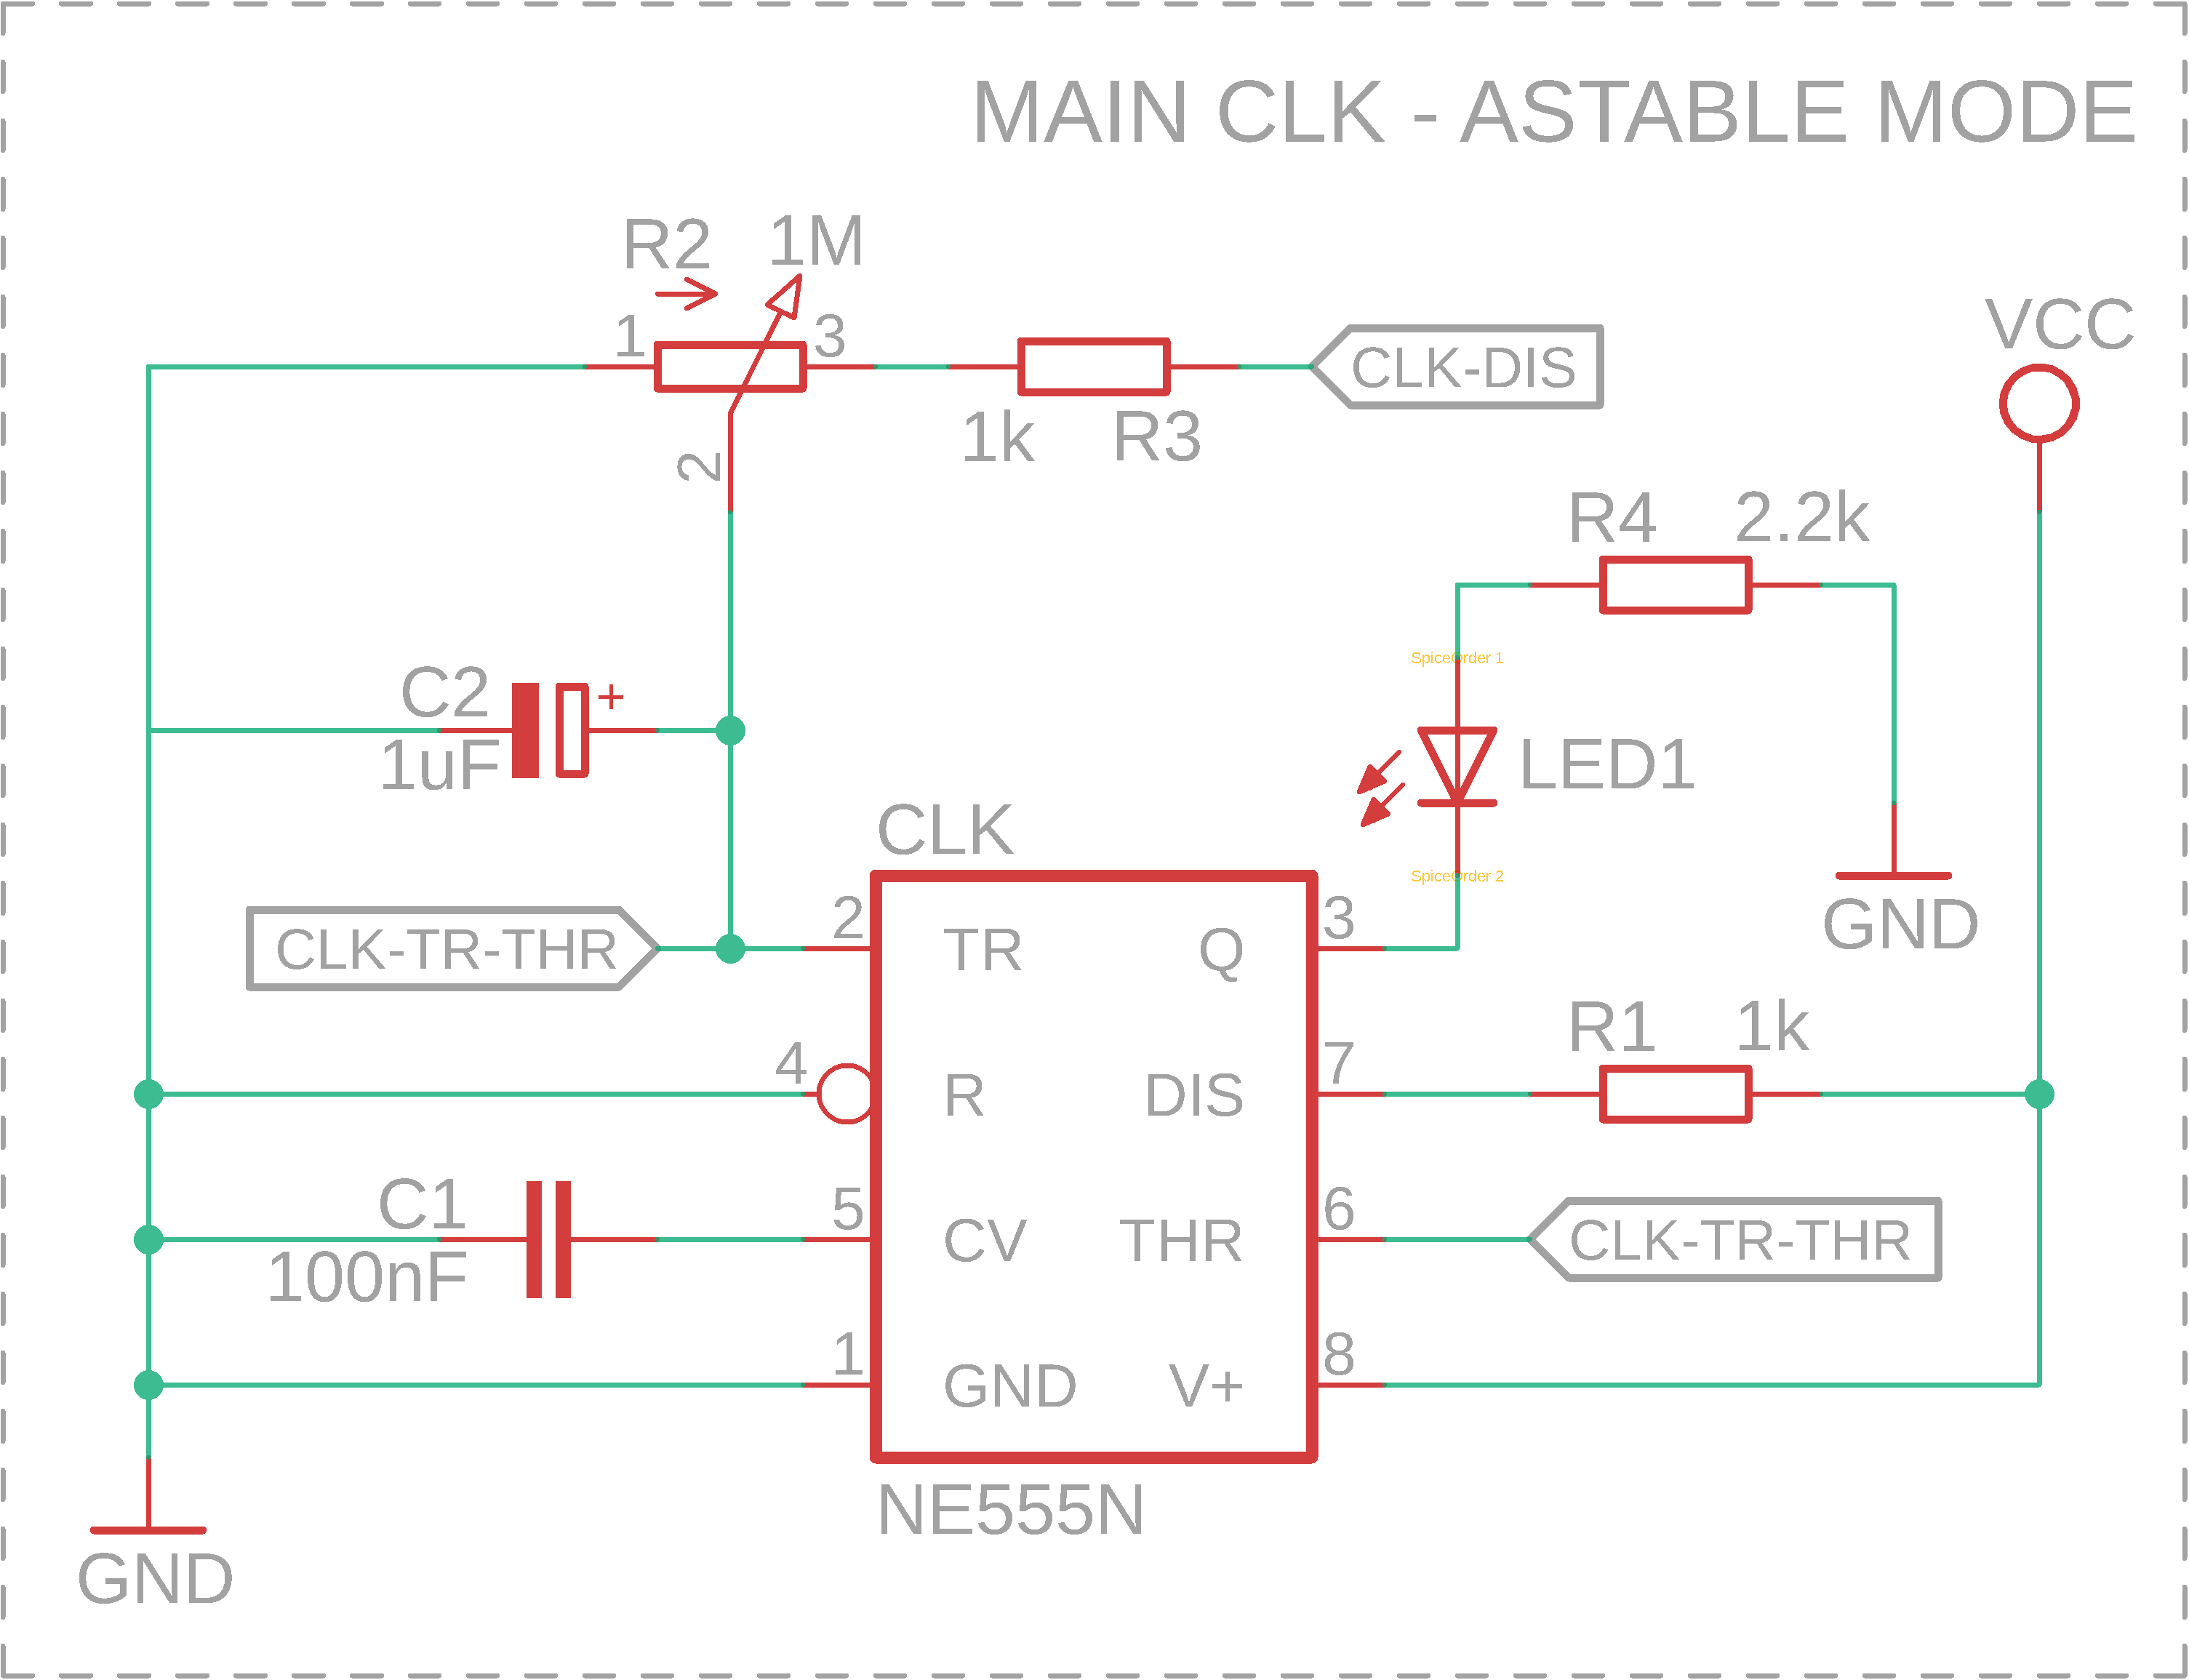 MAIN CLK - ASTABLE MODE
R2 1M
1 3
2
CLK-DIS
1k R3
VCC
R4 2.2k
SpiceOrder 1
C2
+
1uF
LED1
SpiceOrder 2
GND
CLK
CLK-TR-THR
2 TR Q 3
R1 1k
4 R DIS 7
C1
100nF
5 CV THR 6
CLK-TR-THR
1 GND V+ 8
NE555N
GND